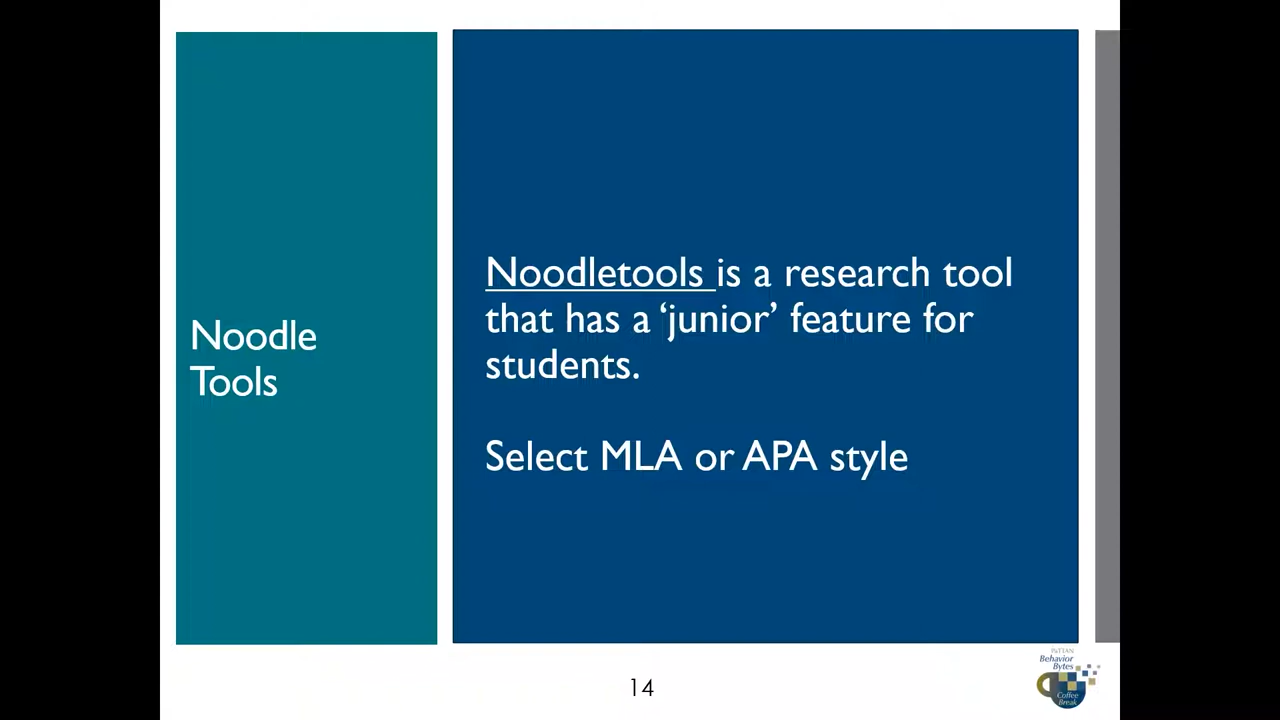 Noodle
Tools
Noodletools is a research tool
that has a ‘junior’ feature for
students.
Select MLA or APA style
14
PaTTAN
Behavior
Bytes
Coffee
Break